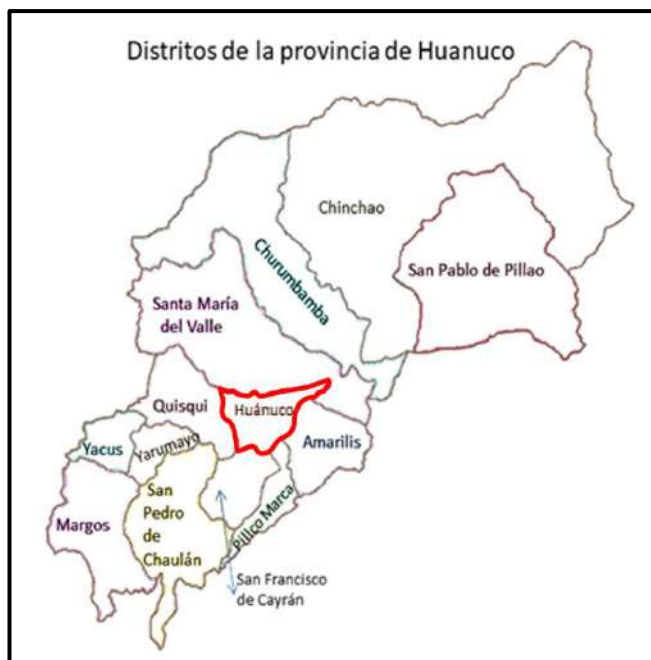 Distritos de la provincia de Huanuco
Chinchao
Churumbamba
San Pablo de Pillao
Santa María
del Valle
Quisqui
Huánuco
Amarilis
Yacus
Yarumayo
San
Pedro
de
Chaulán
Margos
Pillco Marca
San Francisco
de Cayrán